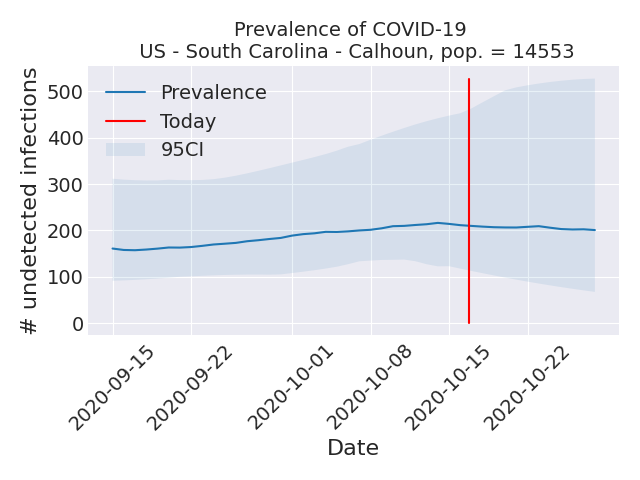 Prevalence of COVID-19
US - South Carolina - Calhoun, pop. = 14553
# undetected infections
500
400
300
200
100
0
Prevalence
Today
95CI
2020-09-15
2020-09-22
2020-10-01
2020-10-08
2020-10-15
2020-10-22
Date